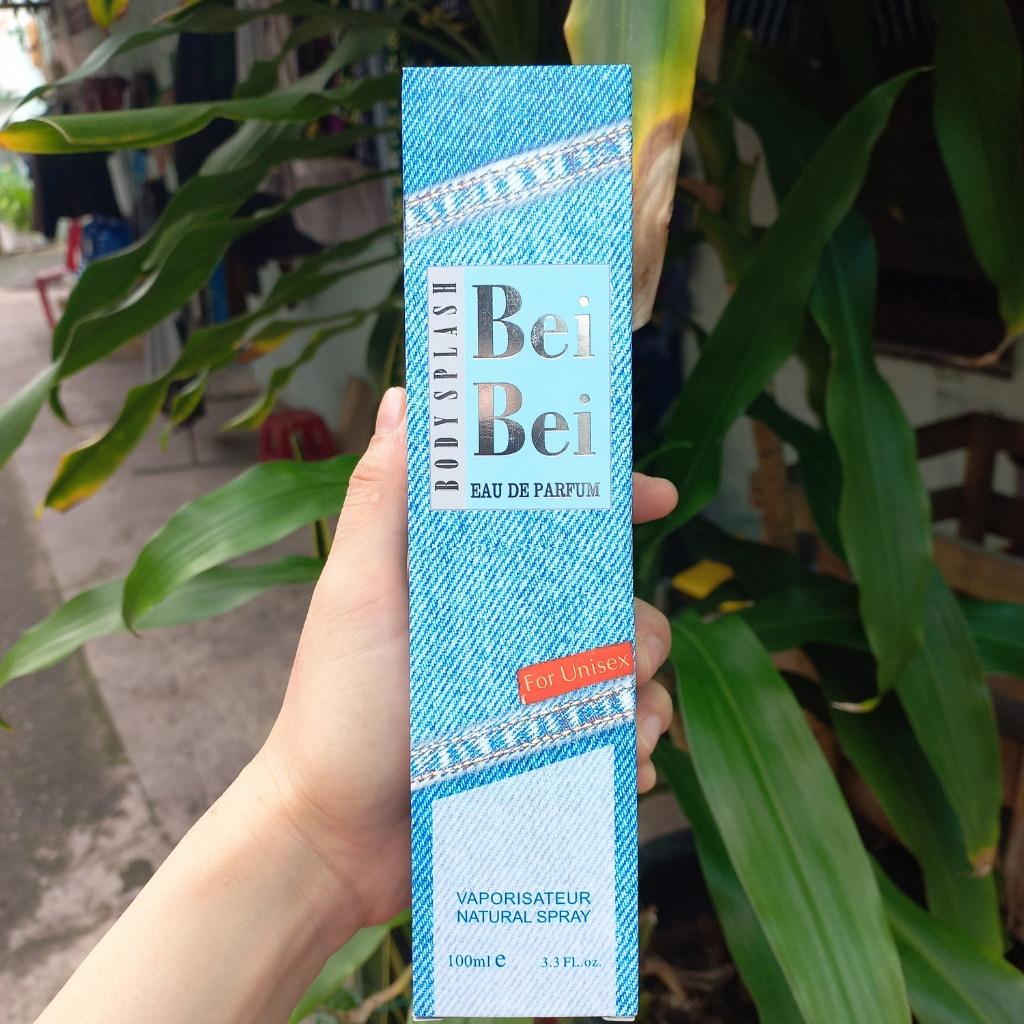 BODY SPLASH
Bei
Bei
EAU DE PARFUM
For Unisex
VAPORISATEUR
NATURAL SPRAY
100ml e 3.3 FL.oz.